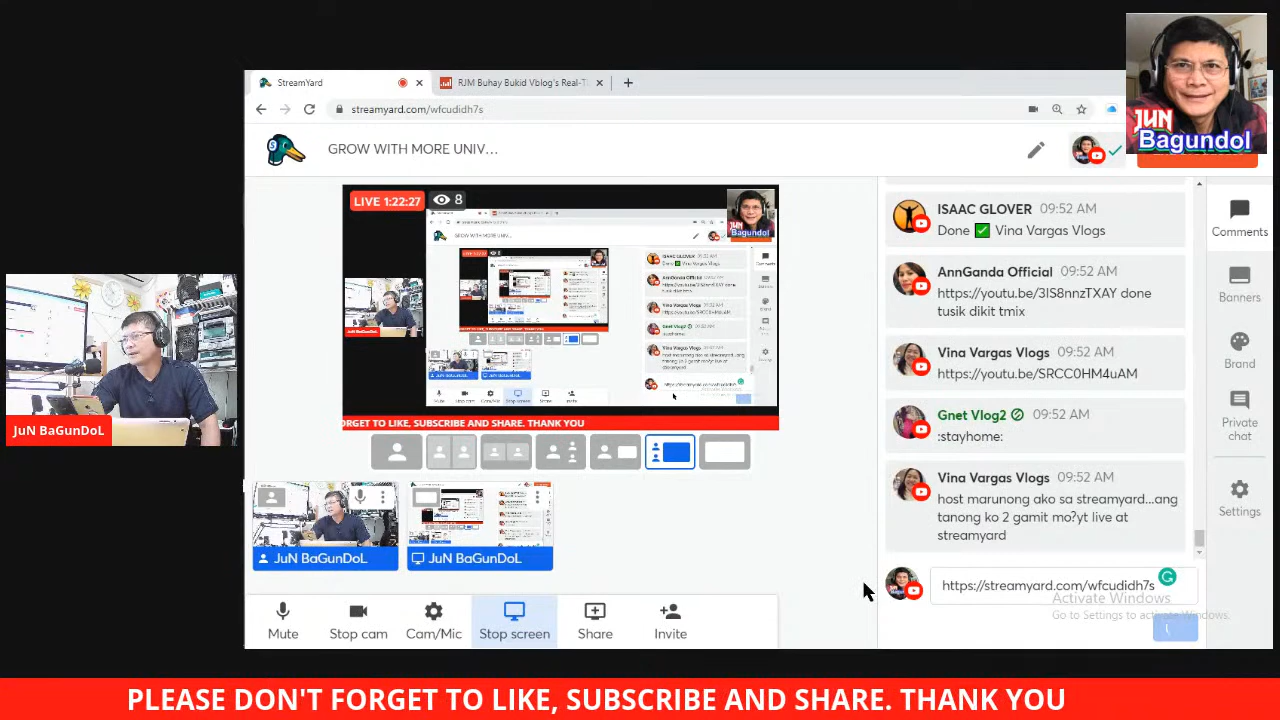 StreamYard
RJM Buhay Bukid Vblog's Real-T
streamyard.com/wfcudidh7s
GROW WITH MORE UNIV...
JUN
Bagundol
LIVE 1:22:27
8
Bagundol
JuN BaGunDoL
ORGET TO LIKE, SUBSCRIBE AND SHARE. THANK YOU
JuN BaGunDoL
JuN BaGunDoL
Mute
Stop cam
Cam/Mic
Stop screen
Share
Invite
ISAAC GLOVER 09:52 AM
Done ✅ Vina Vargas Vlogs
AnnGanda Official 09:52 AM
https://youtu.be/3IS8nnzTXAY done
tusik dikit tmix
Vina Vargas Vlogs 09:52 AM
https://youtu.be/SRCC0HM4uAM
Gnet Vlog2 09:52 AM
:stayhome:
Vina Vargas Vlogs 09:52 AM
host marunong ako sa streamyard...ang
tanong ko 2 gamit mo?yt live at
streamyard
https://streamyard.com/wfcudidh7s
Activate Windows
Go to Settings to activate Windows.
Comments
Banners
Brand
Private
chat
Settings
PLEASE DON'T FORGET TO LIKE, SUBSCRIBE AND SHARE. THANK YOU